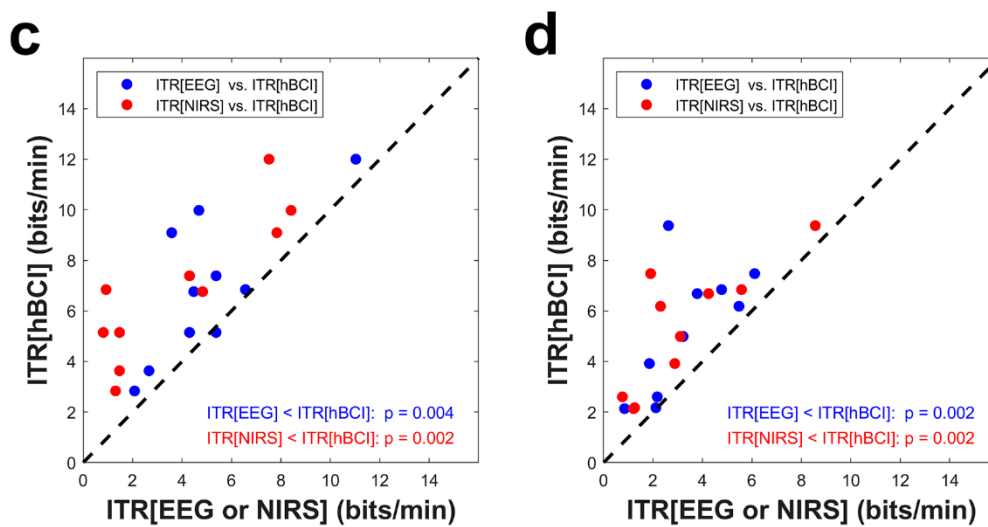 c
ITR[EEG] vs. ITR[hBCI]
ITR[NIRS] vs. ITR[hBCI]
14
12
10
8
6
4
2
0
ITR[hBCI] (bits/min)
ITR[EEG] < ITR[hBCI]: p = 0.004
ITR[NIRS] < ITR[hBCI]: p = 0.002
0 2 4 6 8 10 12 14
ITR[EEG or NIRS] (bits/min)
d
ITR[EEG] vs. ITR[hBCI]
ITR[NIRS] vs. ITR[hBCI]
14
12
10
8
6
4
2
0
ITR[hBCI] (bits/min)
ITR[EEG] < ITR[hBCI]: p = 0.002
ITR[NIRS] < ITR[hBCI]: p = 0.002
0 2 4 6 8 10 12 14
ITR[EEG or NIRS] (bits/min)